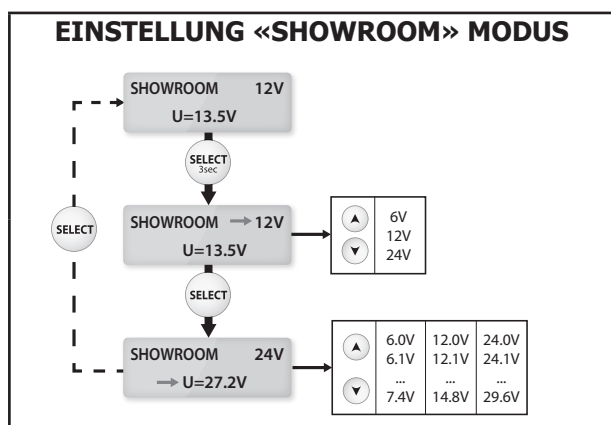 EINSTELLUNG «SHOWROOM» MODUS
SHOWROOM 12V
U=13.5V
SELECT
3sec
SHOWROOM → 12V
U=13.5V
6V
12V
24V
SELECT
SELECT
SHOWROOM 24V
→ U=27.2V
6.0V 12.0V 24.0V
6.1V 12.1V 24.1V
... ... ...
7.4V 14.8V 29.6V